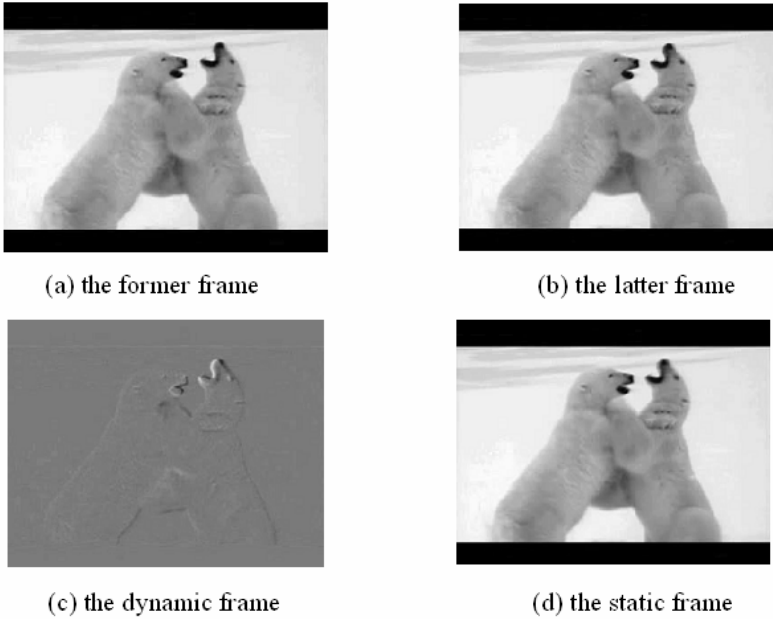 (a) the former frame
(b) the latter frame
(c) the dynamic frame
(d) the static frame